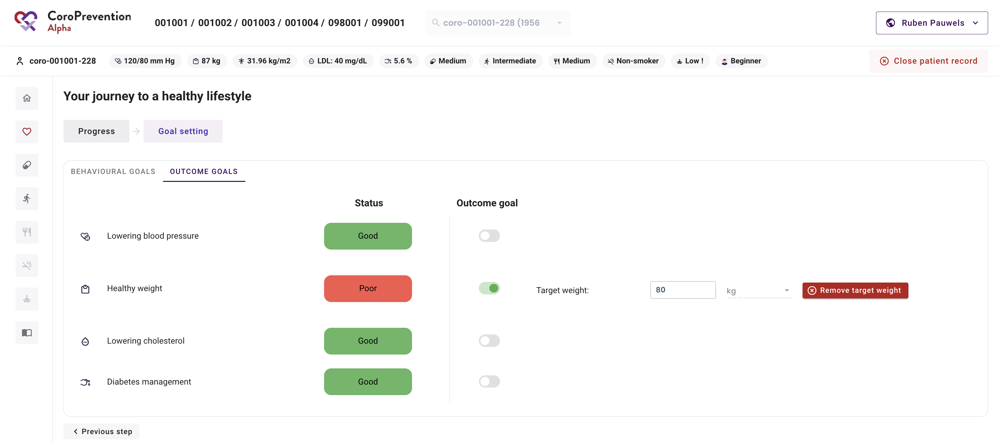 CoroPrevention
Alpha
001001 / 001002 / 001003 / 001004 / 098001 / 099001
coro-001001-228 (1956
Ruben Pauwels
coro-001001-228
120/80 mm Hg
87 kg
31.96 kg/m2
LDL: 40 mg/dL
5.6 %
Medium
Intermediate
Medium
Non-smoker
Low !
Beginner
Close patient record
Your journey to a healthy lifestyle
Progress
Goal setting
BEHAVIOURAL GOALS
OUTCOME GOALS
Status
Outcome goal
Lowering blood pressure
Good
Healthy weight
Poor
Target weight:
80
kg
Remove target weight
Lowering cholesterol
Good
Diabetes management
Good
Previous step